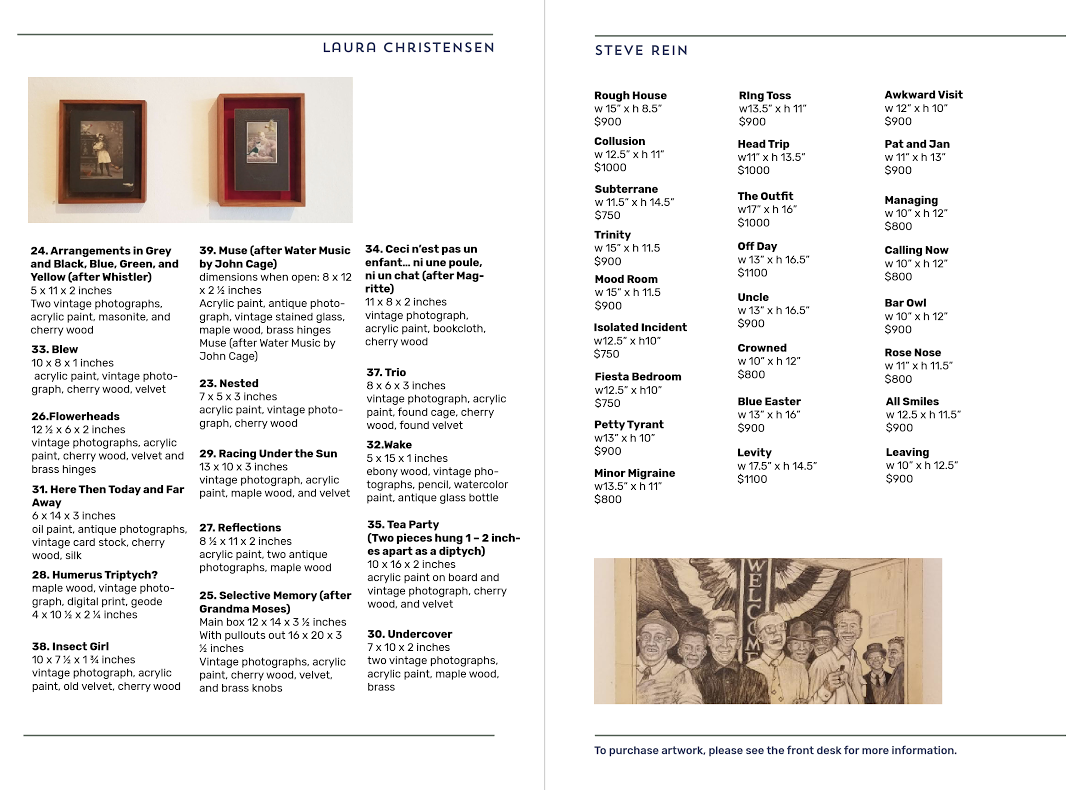 LAURA CHRISTENSEN
24. Arrangements in Grey
and Black, Blue, Green, and
Yellow (after Whistler)
5 x 11 x 2 inches
Two vintage photographs,
acrylic paint, masonite, and
cherry wood
33. Blew
10 x 8 x 1 inches
acrylic paint, vintage photo-
graph, cherry wood, velvet
26.Flowerheads
12 ½ x 6 x 2 inches
vintage photographs, acrylic
paint, cherry wood, velvet and
brass hinges
31. Here Then Today and Far
Away
6 x 14 x 3 inches
oil paint, antique photographs,
vintage card stock, cherry
wood, silk
28. Humerus Triptych?
maple wood, vintage photo-
graph, digital print, geode
4 x 10 ½ x 2 ¼ inches
38. Insect Girl
10 x 7 ½ x 1 ¾ inches
vintage photograph, acrylic
paint, old velvet, cherry wood
39. Muse (after Water Music
by John Cage)
dimensions when open: 8 x 12
x 2 ½ inches
Acrylic paint, antique photo-
graph, vintage stained glass,
maple wood, brass hinges
Muse (after Water Music by
John Cage)
23. Nested
7 x 5 x 3 inches
acrylic paint, vintage photo-
graph, cherry wood
29. Racing Under the Sun
13 x 10 x 3 inches
vintage photograph, acrylic
paint, maple wood, and velvet
27. Reflections
8 ½ x 11 x 2 inches
acrylic paint, two antique
photographs, maple wood
25. Selective Memory (after
Grandma Moses)
Main box 12 x 14 x 3 ½ inches
With pullouts out 16 x 20 x 3
½ inches
Vintage photographs, acrylic
paint, cherry wood, velvet,
and brass knobs
34. Ceci n'est pas un
enfant... ni une poule,
ni un chat (after Mag-
ritte)
11 x 8 x 2 inches
vintage photograph,
acrylic paint, bookcloth,
cherry wood
37. Trio
8 x 6 x 3 inches
vintage photograph, acrylic
paint, found cage, cherry
wood, found velvet
32.Wake
5 x 15 x 1 inches
ebony wood, vintage pho-
tographs, pencil, watercolor
paint, antique glass bottle
35. Tea Party
(Two pieces hung 1 – 2 inch-
es apart as a diptych)
10 x 16 x 2 inches
acrylic paint on board and
vintage photograph, cherry
wood, and velvet
30. Undercover
7 x 10 x 2 inches
two vintage photographs,
acrylic paint, maple wood,
brass
STEVE REIN
Rough House
w 15” x h 8.5”
$900
Collusion
w 12.5” x h 11”
$1000
Subterrane
w 11.5” x h 14.5”
$750
Trinity
w 15” x h 11.5
$900
Mood Room
w 15” x h 11.5
$900
Isolated Incident
w12.5” x h10”
$750
Fiesta Bedroom
w12.5” x h10”
$750
Petty Tyrant
w13” x h 10”
$900
Minor Migraine
w13.5” x h 11”
$800
RIng Toss
w13.5” x h 11”
$900
Head Trip
w11” x h 13.5”
$1000
The Outfit
w17” x h 16”
$1000
Off Day
w 13” x h 16.5”
$1100
Uncle
w 13” x h 16.5”
$900
Crowned
w 10” x h 12”
$800
Blue Easter
w 13” x h 16”
$900
Levity
w 17.5” x h 14.5”
$1100
Awkward Visit
w 12” x h 10”
$900
Pat and Jan
w 11” x h 13”
$900
Managing
w 10” x h 12”
$800
Calling Now
w 10” x h 12”
$800
Bar Owl
w 10” x h 12”
$900
Rose Nose
w 11” x h 11.5”
$800
All Smiles
w 12.5 x h 11.5”
$900
Leaving
w 10” x h 12.5”
$900
WELCOME
To purchase artwork, please see the front desk for more information.